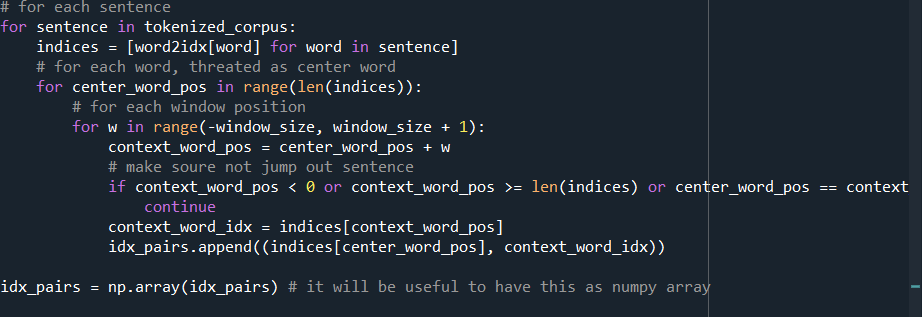 # for each sentence
for sentence in tokenized_corpus:
    indices = [word2idx[word] for word in sentence]
    # for each word, threated as center word
    for center_word_pos in range(len(indices)):
        # for each window position
        for w in range(-window_size, window_size + 1):
            context_word_pos = center_word_pos + w
            # make soure not jump out sentence
            if context_word_pos < 0 or context_word_pos >= len(indices) or center_word_pos == context
                continue
            context_word_idx = indices[context_word_pos]
            idx_pairs.append((indices[center_word_pos], context_word_idx))

idx_pairs = np.array(idx_pairs) # it will be useful to have this as numpy array